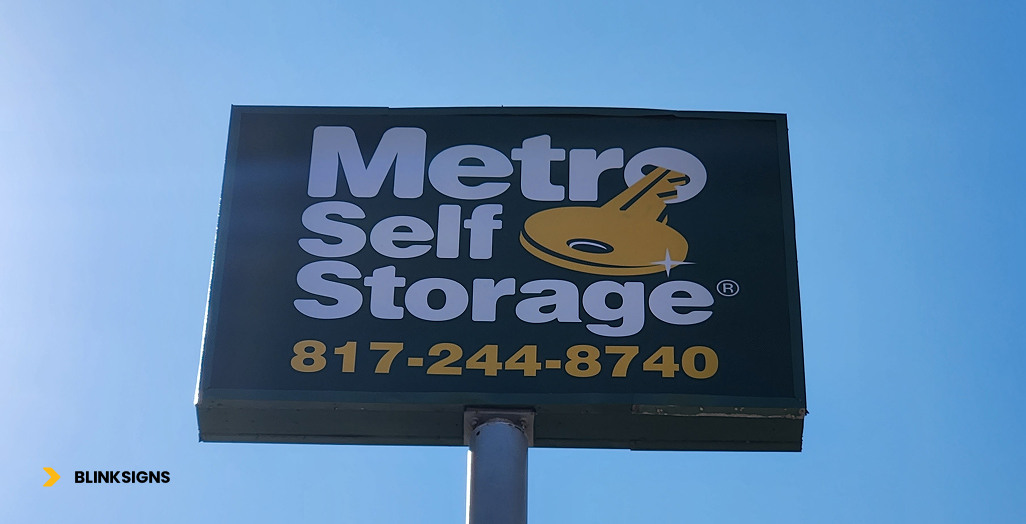 Metro
Self
Storage®
817-244-8740
BLINKSIGNS